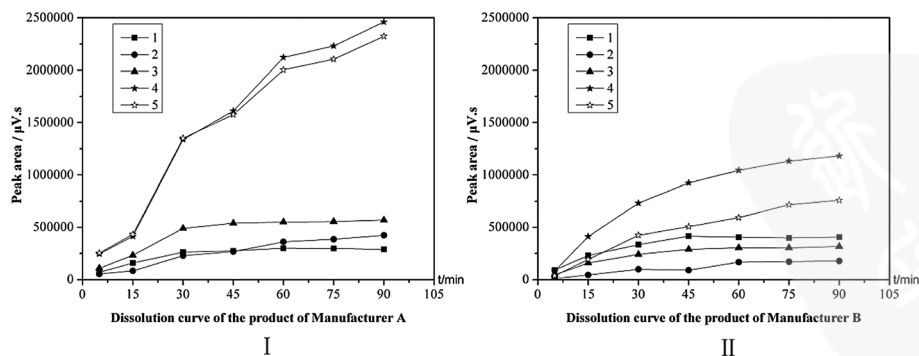 2500000
2000000
1500000
1000000
500000
0
Peak area / μV.s
1
2
3
4
5
0 15 30 45 60 75 90 105
t/min
Dissolution curve of the product of Manufacturer A
I
2500000
2000000
1500000
1000000
500000
0
Peak area / μV.s
1
2
3
4
5
0 15 30 45 60 75 90 105
t/min
Dissolution curve of the product of Manufacturer B
II